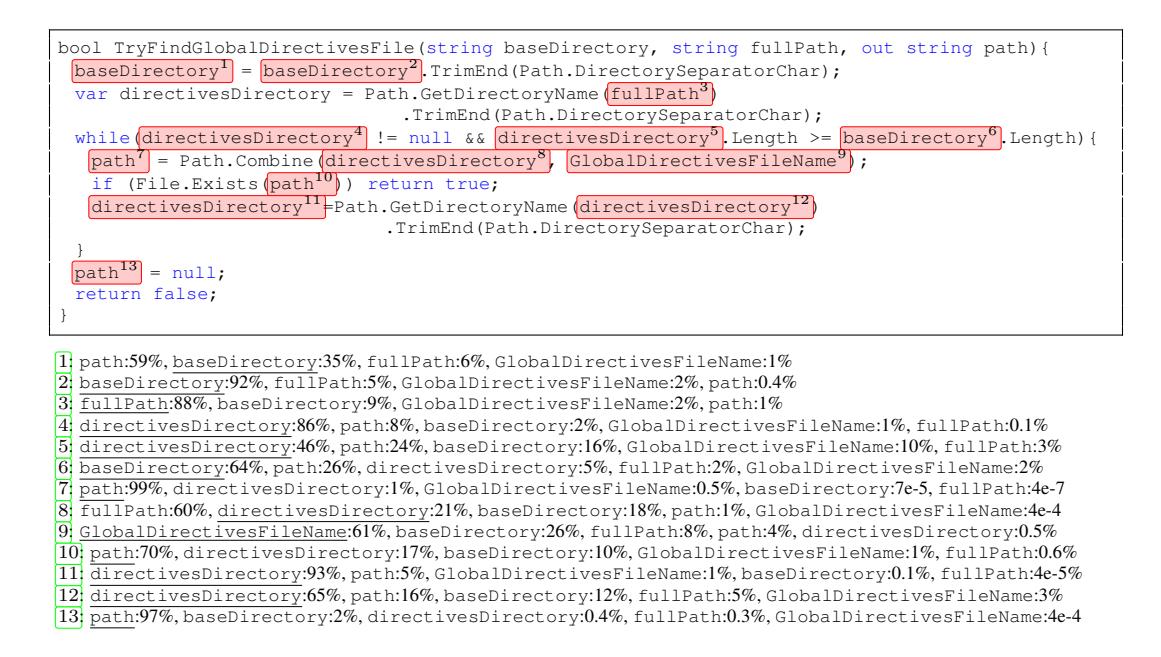 bool TryFindGlobalDirectivesFile(string baseDirectory, string fullPath, out string path){
baseDirectory1 = baseDirectory2.TrimEnd(Path.DirectorySeparatorChar);
var directivesDirectory = Path.GetDirectoryName(fullPath3)
.TrimEnd(Path.DirectorySeparatorChar);
while(directivesDirectory4 != null && directivesDirectory5.Length >= baseDirectory6.Length){
path7 = Path.Combine(directivesDirectory8, GlobalDirectivesFileName9);
if (File.Exists(path10)) return true;
directivesDirectory11=Path.GetDirectoryName(directivesDirectory12)
.TrimEnd(Path.DirectorySeparatorChar);
}
path13 = null;
return false;
}
1: path:59%, baseDirectory:35%, fullPath:6%, GlobalDirectivesFileName:1%
2: baseDirectory:92%, fullPath:5%, GlobalDirectivesFileName:2%, path:0.4%
3: fullPath:88%, baseDirectory:9%, GlobalDirectivesFileName:2%, path:1%
4: directivesDirectory:86%, path:8%, baseDirectory:2%, GlobalDirectivesFileName:1%, fullPath:0.1%
5: directivesDirectory:46%, path:24%, baseDirectory:16%, GlobalDirectivesFileName:10%, fullPath:3%
6: baseDirectory:64%, path:26%, directivesDirectory:5%, fullPath:2%, GlobalDirectivesFileName:2%
7: path:99%, directivesDirectory:1%, GlobalDirectivesFileName:0.5%, baseDirectory:7e-5, fullPath:4e-7
8: fullPath:60%, directivesDirectory:21%, baseDirectory:18%, path:1%, GlobalDirectivesFileName:4e-4
9: GlobalDirectivesFileName:61%, baseDirectory:26%, fullPath:8%, path:4%, directivesDirectory:0.5%
10: path:70%, directivesDirectory:17%, baseDirectory:10%, GlobalDirectivesFileName:1%, fullPath:0.6%
11: directivesDirectory:93%, path:5%, GlobalDirectivesFileName:1%, baseDirectory:0.1%, fullPath:4e-5%
12: directivesDirectory:65%, path:16%, baseDirectory:12%, fullPath:5%, GlobalDirectivesFileName:3%
13: path:97%, baseDirectory:2%, directivesDirectory:0.4%, fullPath:0.3%, GlobalDirectivesFileName:4e-4